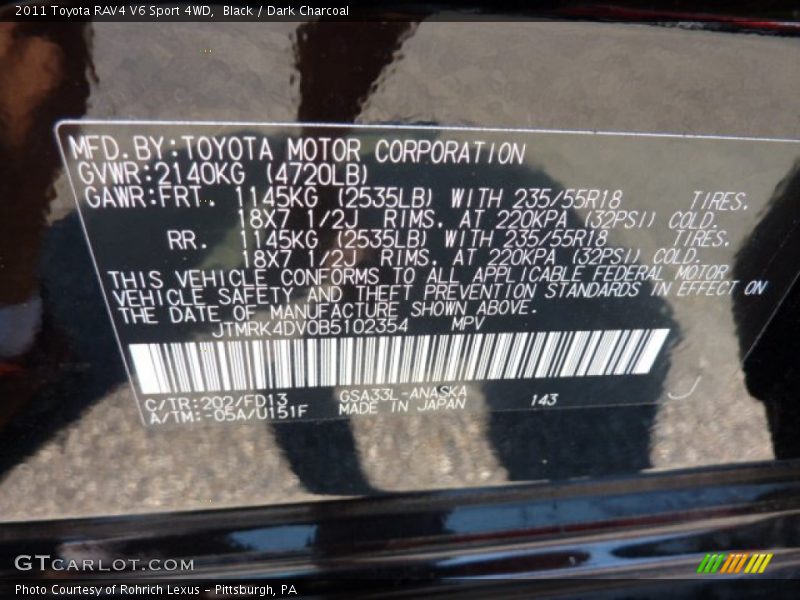 2011 Toyota RAV4 V6 Sport 4WD,  Black / Dark Charcoal
MFD.BY:TOYOTA MOTOR CORPORATION
GVWR:2140KG (4720LB)
GAWR:FRT. 1145KG (2535LB) WITH 235/55R18 TIRES.
18X7 1/2J RIMS. AT 220KPA (32PSI) COLD.
RR. 1145KG (2535LB) WITH 235/55R18 TIRES.
18X7 1/2J RIMS. AT 220KPA (32PSI) COLD.
THIS VEHICLE CONFORMS TO ALL APPLICABLE FEDERAL MOTOR
VEHICLE SAFETY AND THEFT PREVENTION STANDARDS IN EFFECT ON
THE DATE OF MANUFACTURE SHOWN ABOVE.
JTMRK4DV0B5102354 MPV
C/TR:202/FD13 GSA33L-ANASKA 143
A/TM:-05A/U151F MADE IN JAPAN
GTCARLOT.COM
Photo Courtesy of Rohrich Lexus - Pittsburgh, PA